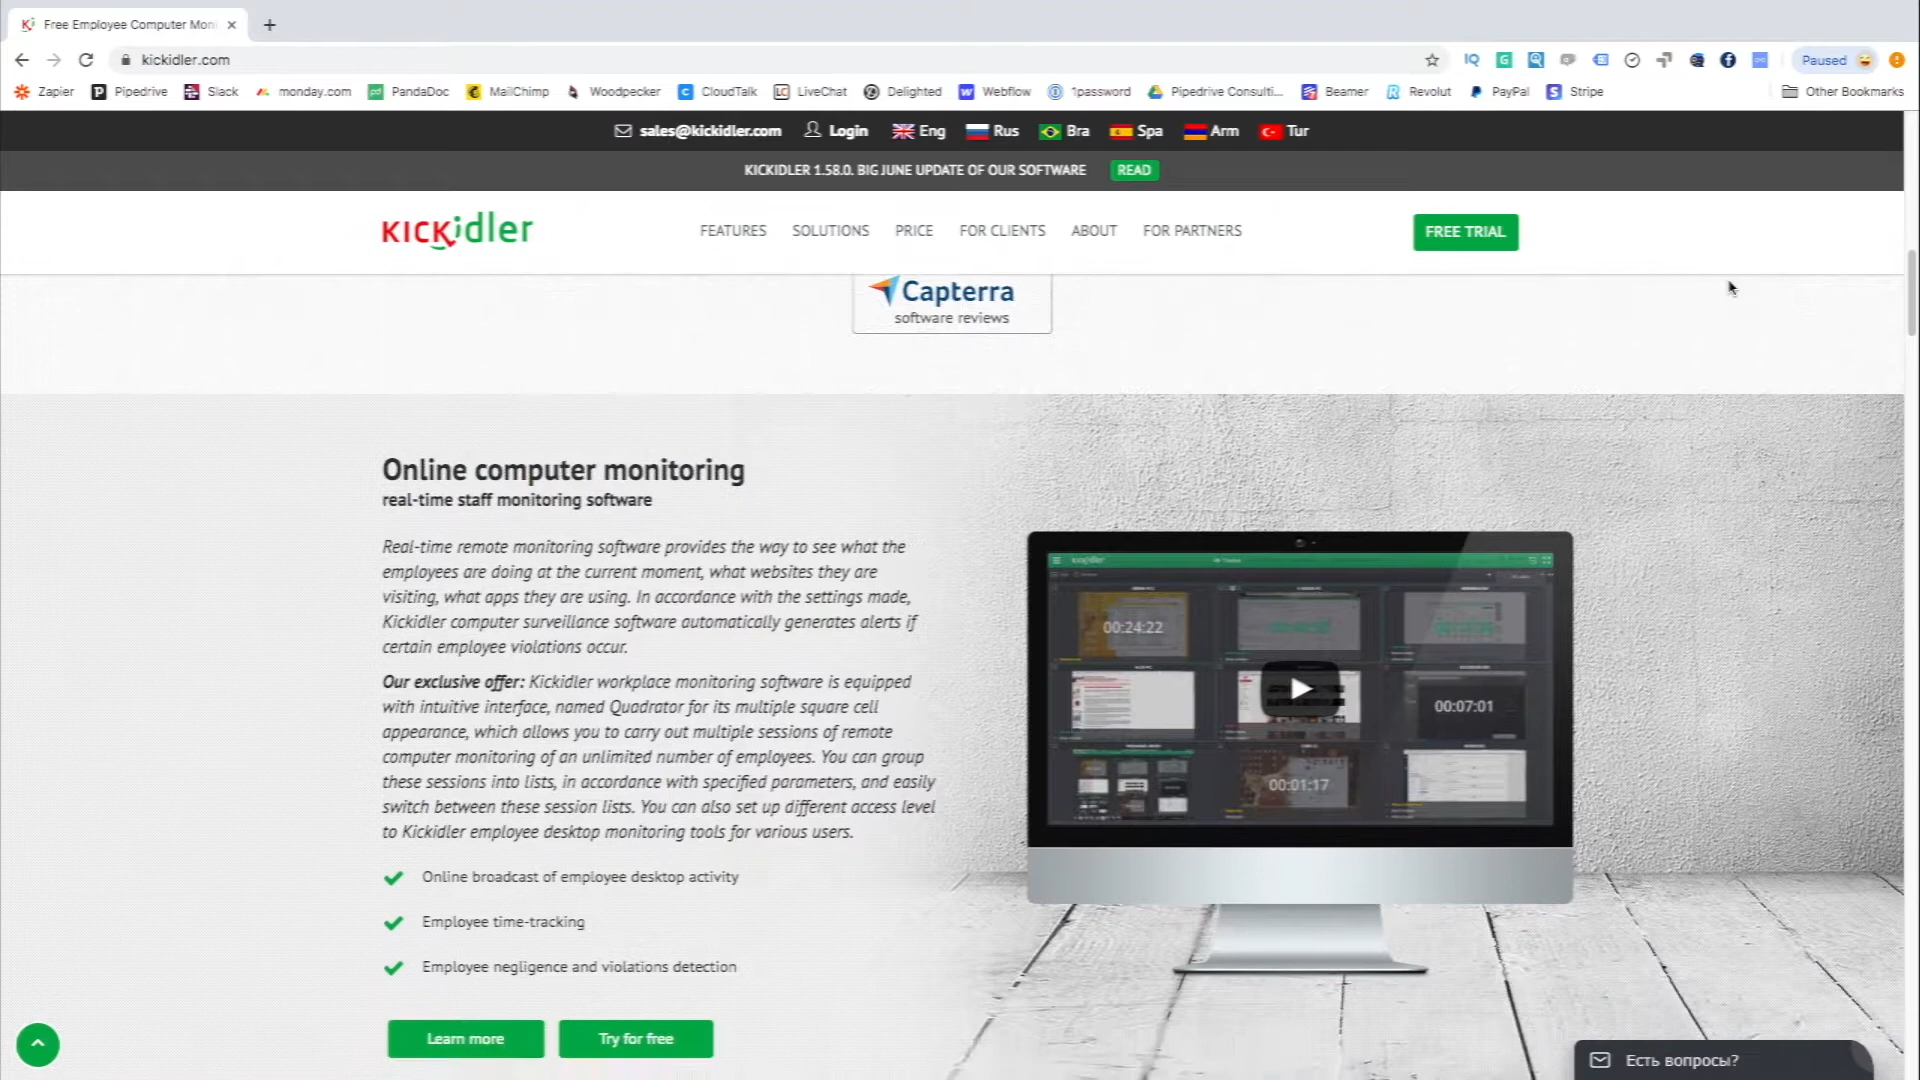 Free Employee Computer Moni
kickidler.com
Paused
Zapier Pipedrive Slack monday.com PandaDoc MailChimp Woodpecker CloudTalk LiveChat Delighted Webflow 1password Pipedrive Consulti... Beamer Revolut PayPal Stripe Other Bookmarks
sales@kickidler.com Login Eng Rus Bra Spa Arm Tur
KICKIDLER 1.58.0. BIG JUNE UPDATE OF OUR SOFTWARE READ
KICKidler FEATURES SOLUTIONS PRICE FOR CLIENTS ABOUT FOR PARTNERS FREE TRIAL
Capterra
software reviews
Online computer monitoring
real-time staff monitoring software
Real-time remote monitoring software provides the way to see what the
employees are doing at the current moment, what websites they are
visiting, what apps they are using. In accordance with the settings made,
Kickidler computer surveillance software automatically generates alerts if
certain employee violations occur.
Our exclusive offer: Kickidler workplace monitoring software is equipped
with intuitive interface, named Quadrator for its multiple square cell
appearance, which allows you to carry out multiple sessions of remote
computer monitoring of an unlimited number of employees. You can group
these sessions into lists, in accordance with specified parameters, and easily
switch between these session lists. You can also set up different access level
to Kickidler employee desktop monitoring tools for various users.
Online broadcast of employee desktop activity
Employee time-tracking
Employee negligence and violations detection
Learn more Try for free
00:24:22
00:07:01
00:01:17
Есть вопросы?